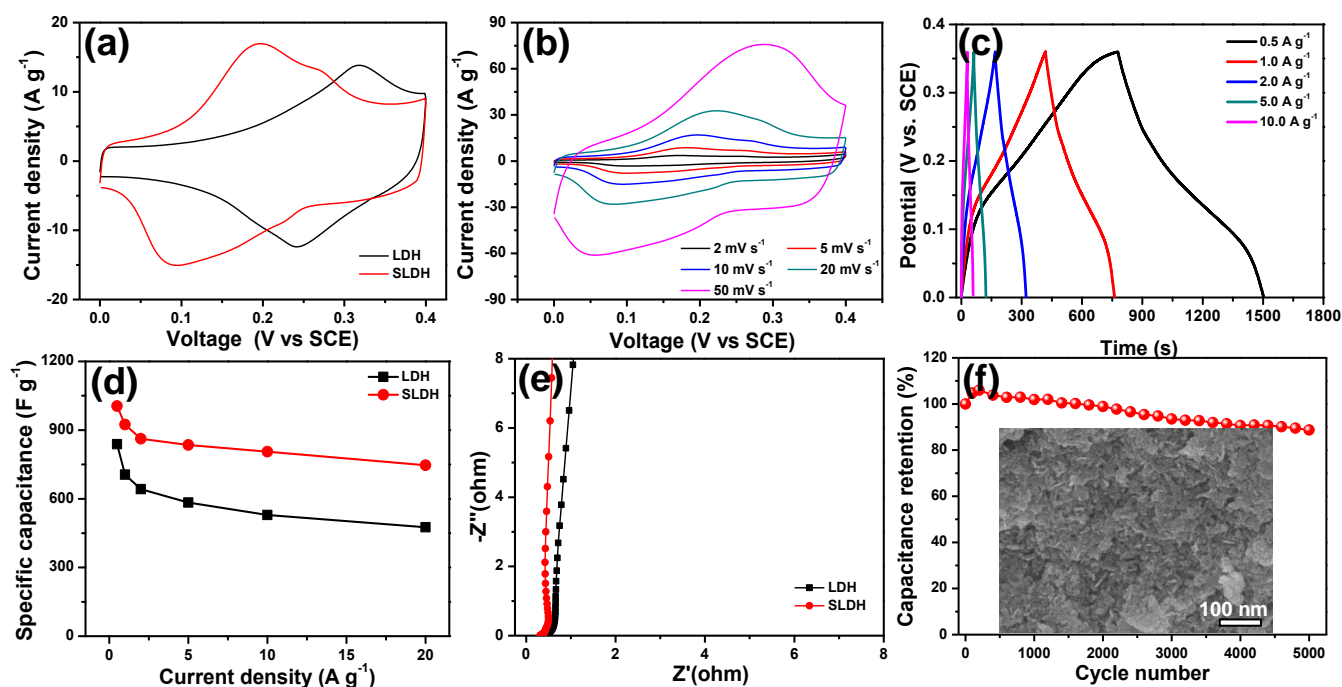 (a)
20
10
0
-10
-20
Current density (A g⁻¹)
0.0 0.1 0.2 0.3 0.4
Voltage (V vs SCE)
LDH
SLDH
(b)
90
60
30
0
-30
-60
-90
Current density (A g⁻¹)
0.0 0.1 0.2 0.3 0.4
Voltage (V vs SCE)
2 mV s⁻¹ 5 mV s⁻¹
10 mV s⁻¹ 20 mV s⁻¹
50 mV s⁻¹
(c)
0.36
0.24
0.12
0.0
Potential (V vs. SCE)
0 300 600 900 1200 1500 1800
Time (s)
0.5 A g⁻¹
1.0 A g⁻¹
2.0 A g⁻¹
5.0 A g⁻¹
10.0 A g⁻¹
(d)
1200
900
600
300
0
Specific capacitance (F g⁻¹)
0 5 10 15 20
Current density (A g⁻¹)
LDH
SLDH
(e)
8
6
4
2
0
-Z''(ohm)
0 2 4 6 8
Z'(ohm)
LDH
SLDH
(f)
120
100
80
60
40
20
0
Capacitance retention (%)
0 1000 2000 3000 4000 5000
Cycle number
100 nm